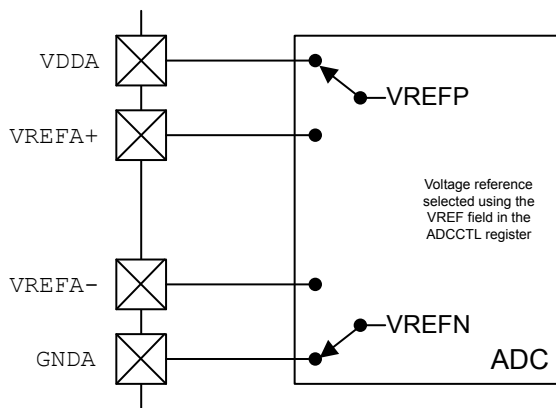 VDDA
VREFP
VREFA+
Voltage reference
selected using the
VREF field in the
ADCCTL register
VREFA-
VREFN
GNDA
ADC